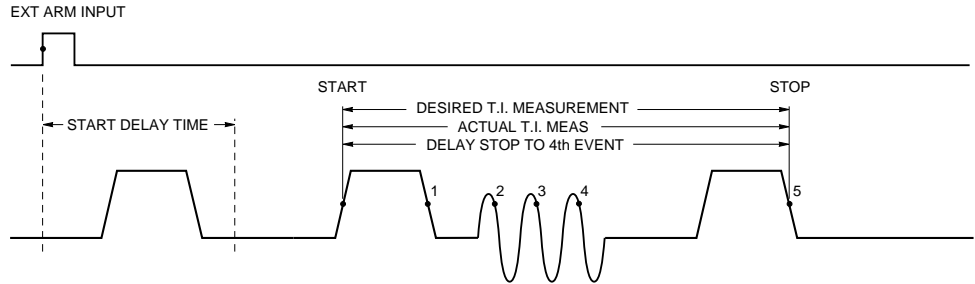 EXT ARM INPUT
START
STOP
DESIRED T.I. MEASUREMENT
START DELAY TIME
ACTUAL T.I. MEAS
DELAY STOP TO 4th EVENT
1
2
3
4
5